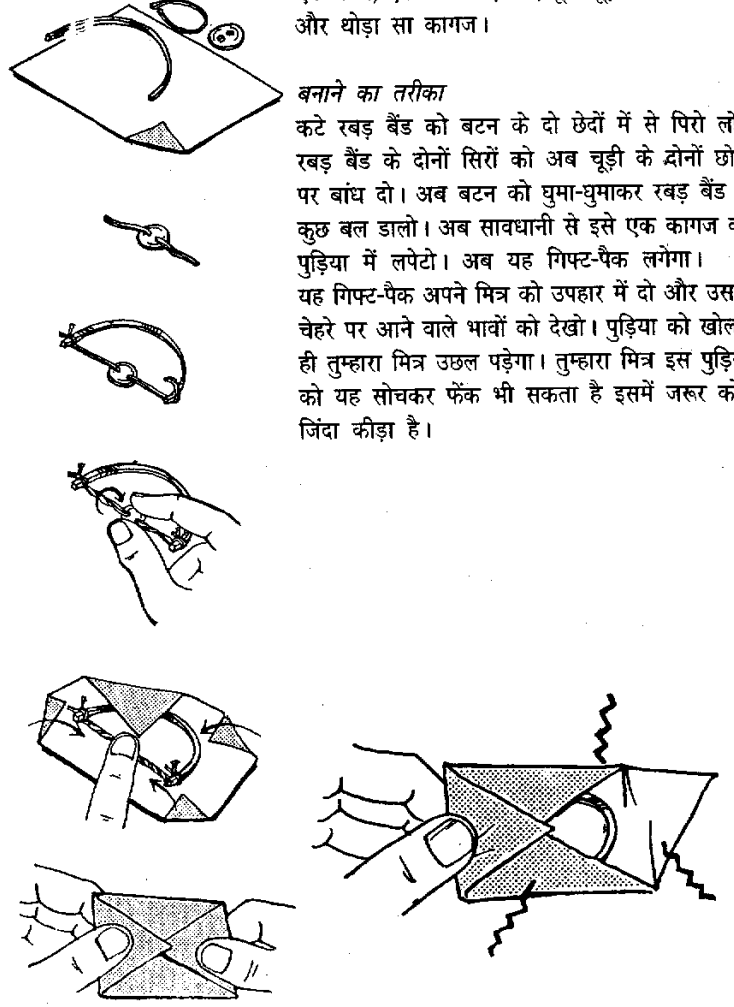 और थोड़ा सा कागज।
बनाने का तरीका
कटे रबड़ बैंड को बटन के दो छेदों में से पिरो
रबड़ बैंड के दोनों सिरों को अब चूड़ी के दोनों
पर बांध दो। अब बटन को घुमा-घुमाकर रबड़ बैंड
कुछ बल डालो। अब सावधानी से इसे एक कागज
पुड़िया में लपेटो। अब यह गिफ्ट-पैक लगेगा।
यह गिफ्ट-पैक अपने मित्र को उपहार में दो और
चेहरे पर आने वाले भावों को देखो। पुड़िया को
ही तुम्हारा मित्र उछल पड़ेगा। तुम्हारा मित्र इस
को यह सोचकर फेंक भी सकता है इसमें जरूर
जिंदा कीड़ा है।